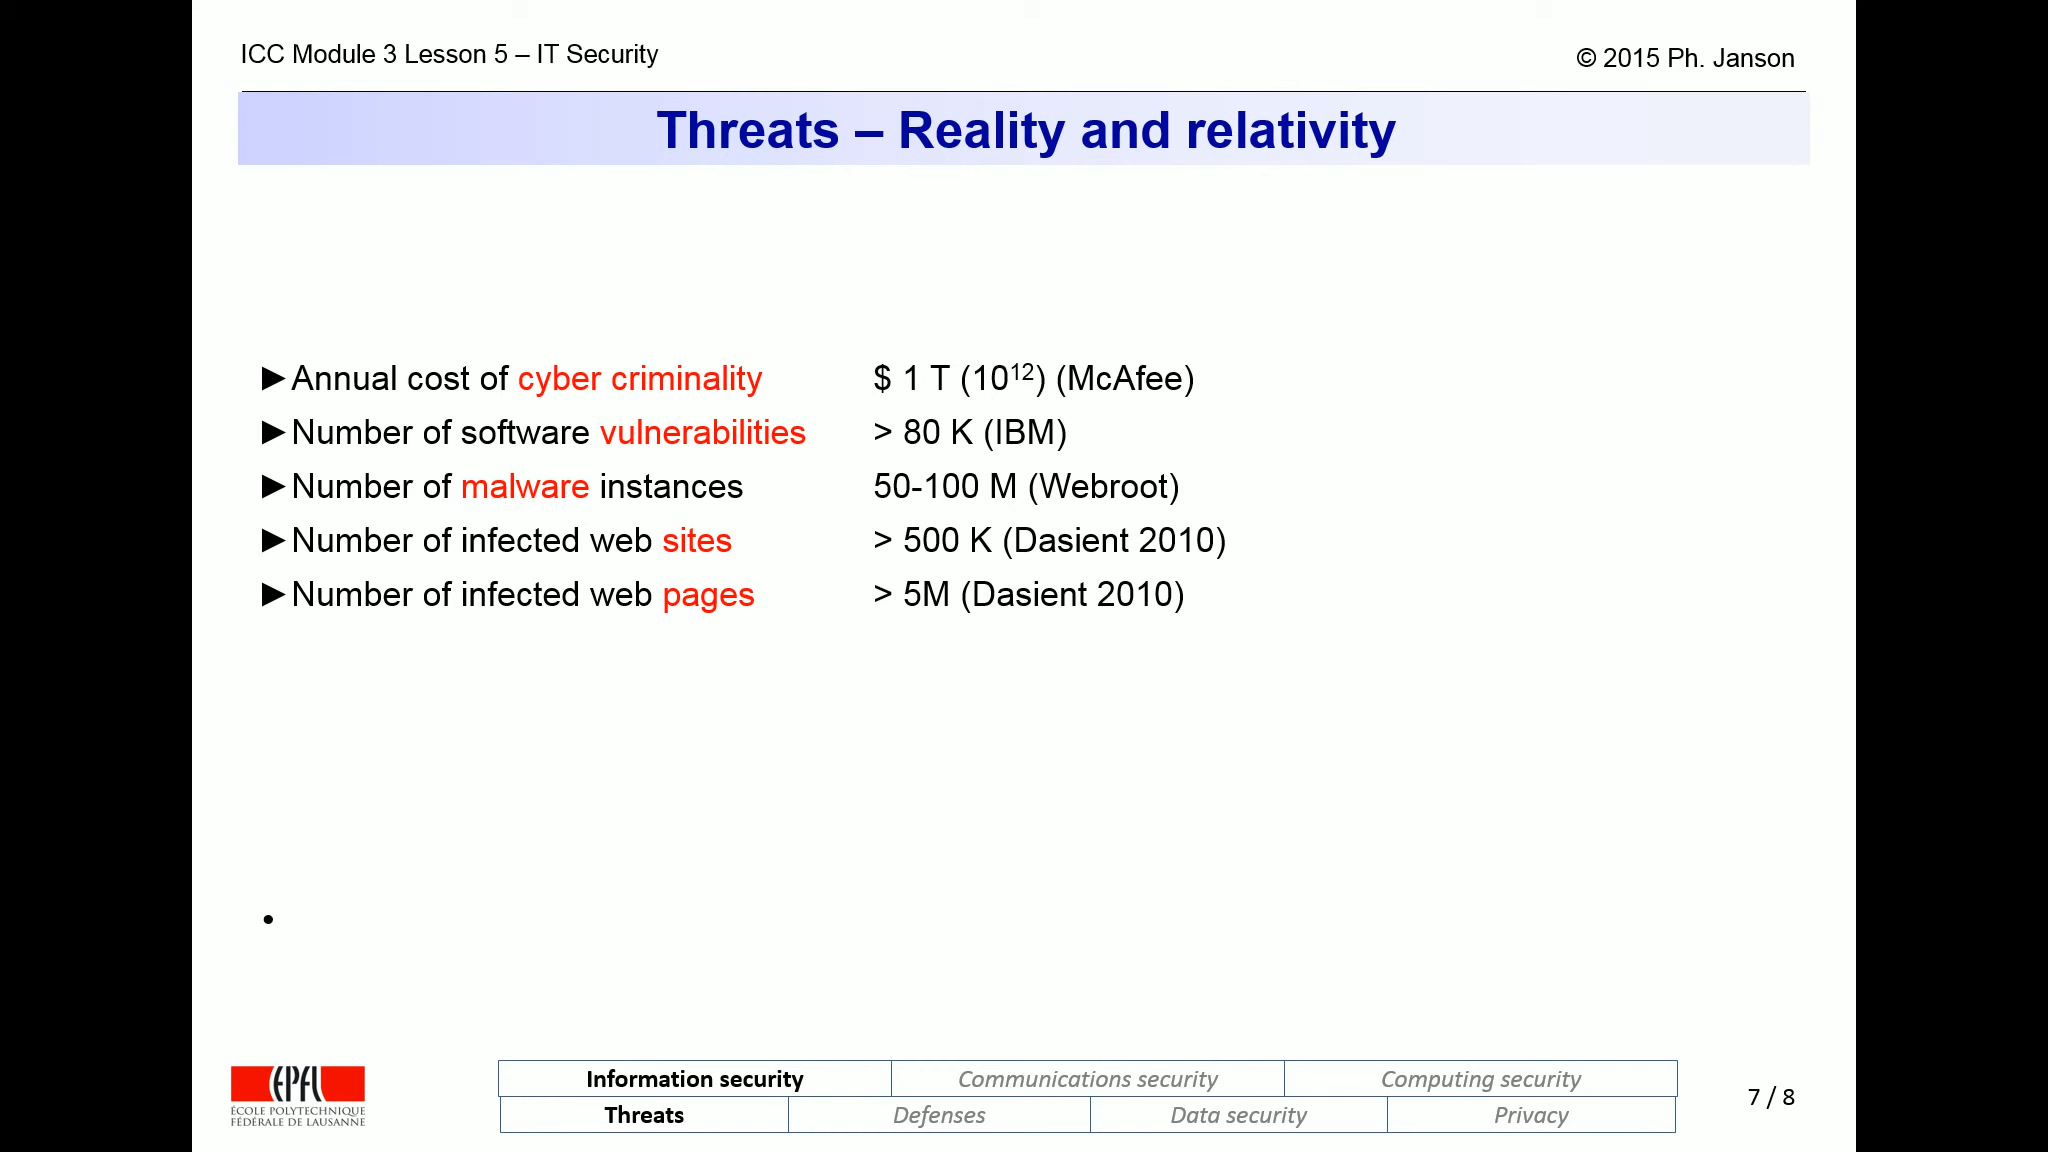 ICC Module 3 Lesson 5 – IT Security
© 2015 Ph. Janson
Threats – Reality and relativity
►Annual cost of cyber criminality $ 1 T (10¹²) (McAfee)
►Number of software vulnerabilities > 80 K (IBM)
►Number of malware instances 50-100 M (Webroot)
►Number of infected web sites > 500 K (Dasient 2010)
►Number of infected web pages > 5M (Dasient 2010)
•
EPFL
ÉCOLE POLYTECHNIQUE
FÉDÉRALE DE LAUSANNE
Information security Communications security Computing security
Threats Defenses Data security Privacy
7 / 8